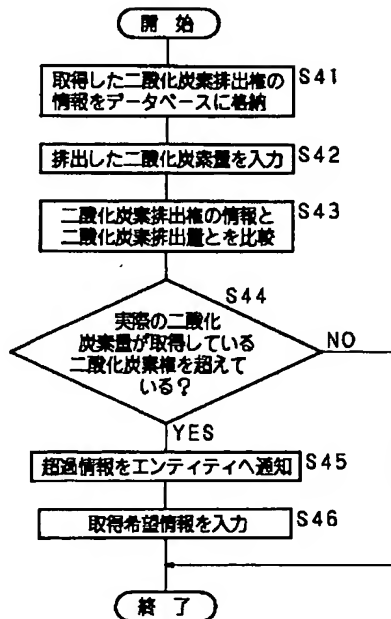 開 始
取得した二酸化炭素排出権の
情報をデータベースに格納
S41
排出した二酸化炭素量を入力
S42
二酸化炭素排出権の情報と
二酸化炭素排出量とを比較
S43
S44
実際の二酸化
炭素量が取得している
二酸化炭素権を超えて
いる？
NO
YES
超過情報をエンティティへ通知
S45
取得希望情報を入力
S46
終 了